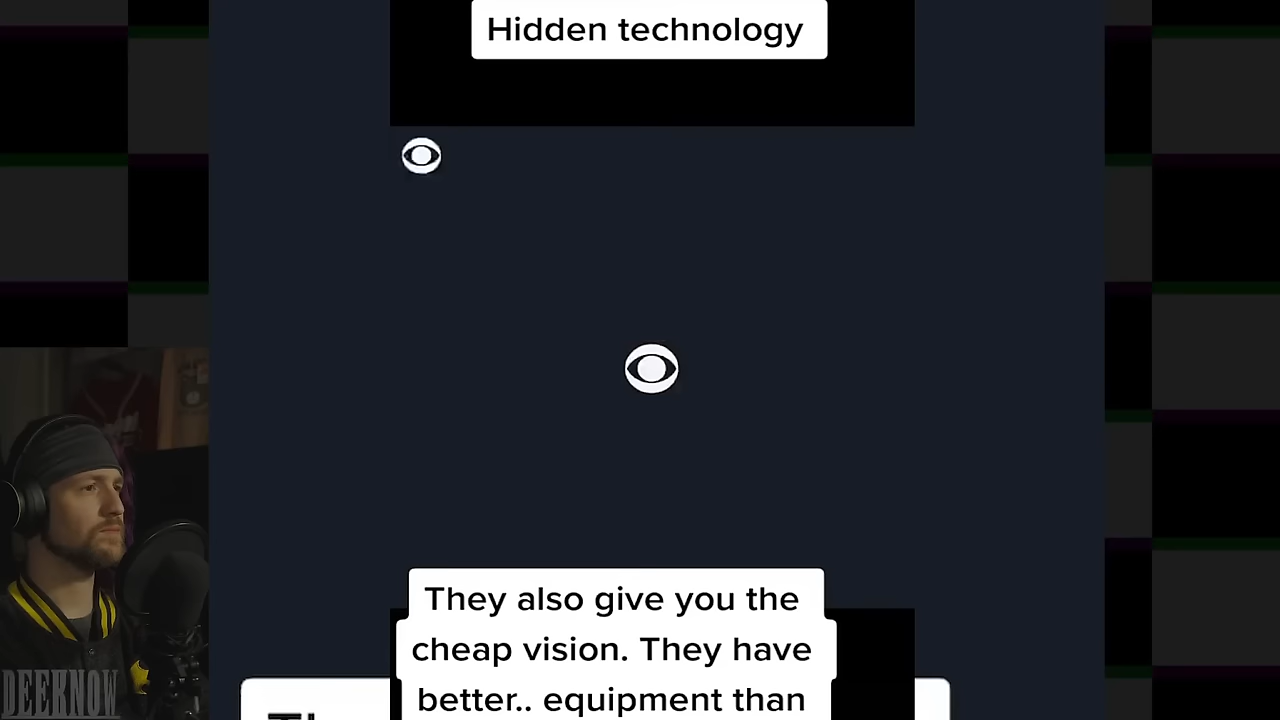 Hidden technology
They also give you the
cheap vision. They have
better.. equipment than
DEEKNOW